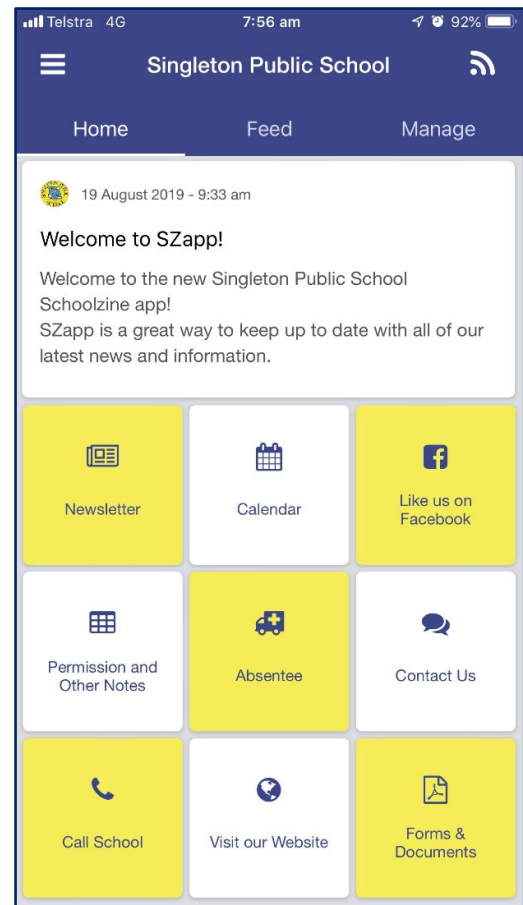 Telstra 4G 7:56 am 92%
Singleton Public School
Home Feed Manage
19 August 2019 - 9:33 am
Welcome to SZapp!
Welcome to the new Singleton Public School
Schoolzine app!
SZapp is a great way to keep up to date with all of our
latest news and information.
Newsletter
Calendar
Like us on
Facebook
Permission and
Other Notes
Absentee
Contact Us
Call School
Visit our Website
Forms &
Documents